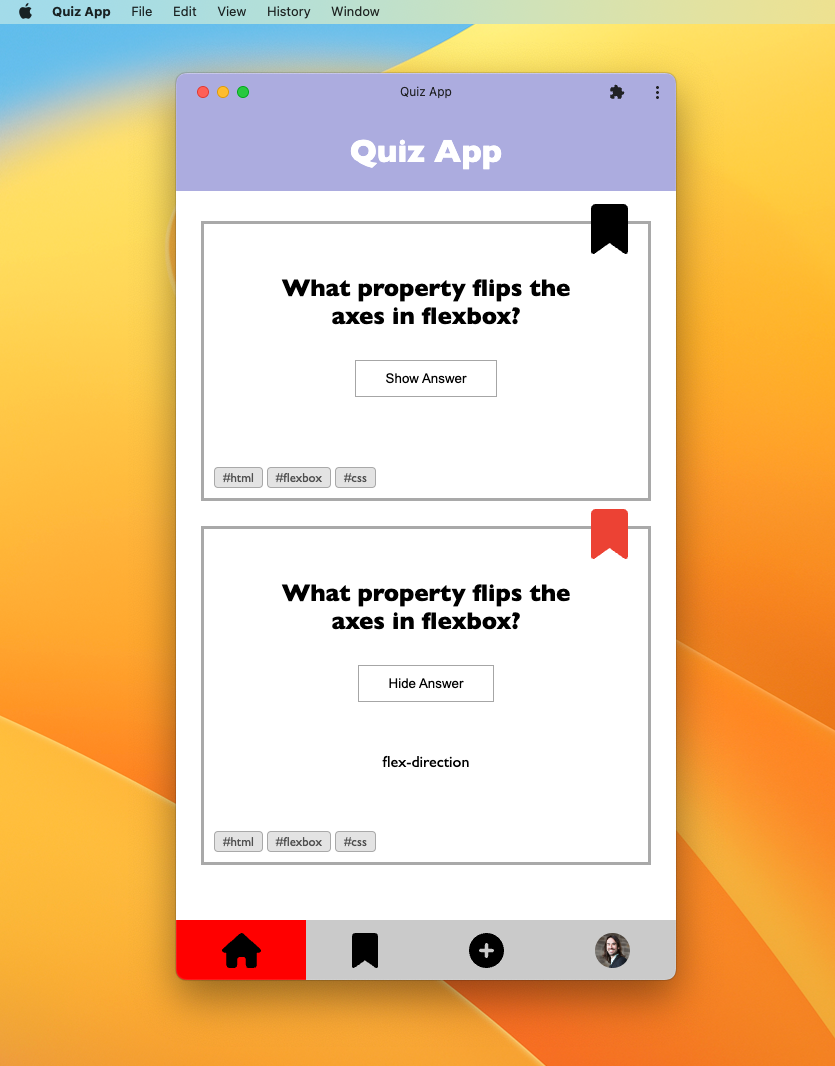 Quiz App File Edit View History Window
Quiz App
Quiz App
What property flips the
axes in flexbox?
Show Answer
#html #flexbox #css
What property flips the
axes in flexbox?
Hide Answer
flex-direction
#html #flexbox #css